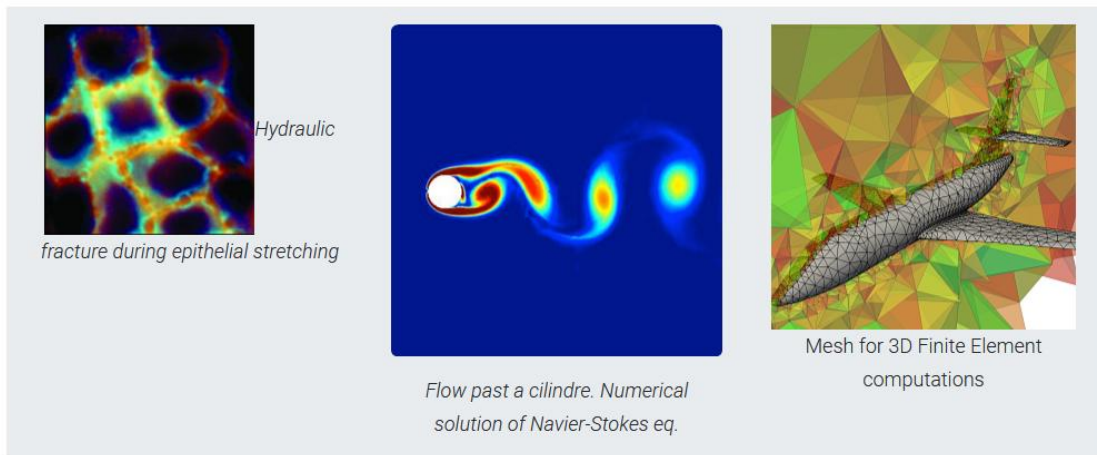 Hydraulic
fracture during epithelial stretching
Flow past a cilindre. Numerical
solution of Navier-Stokes eq.
Mesh for 3D Finite Element
computations